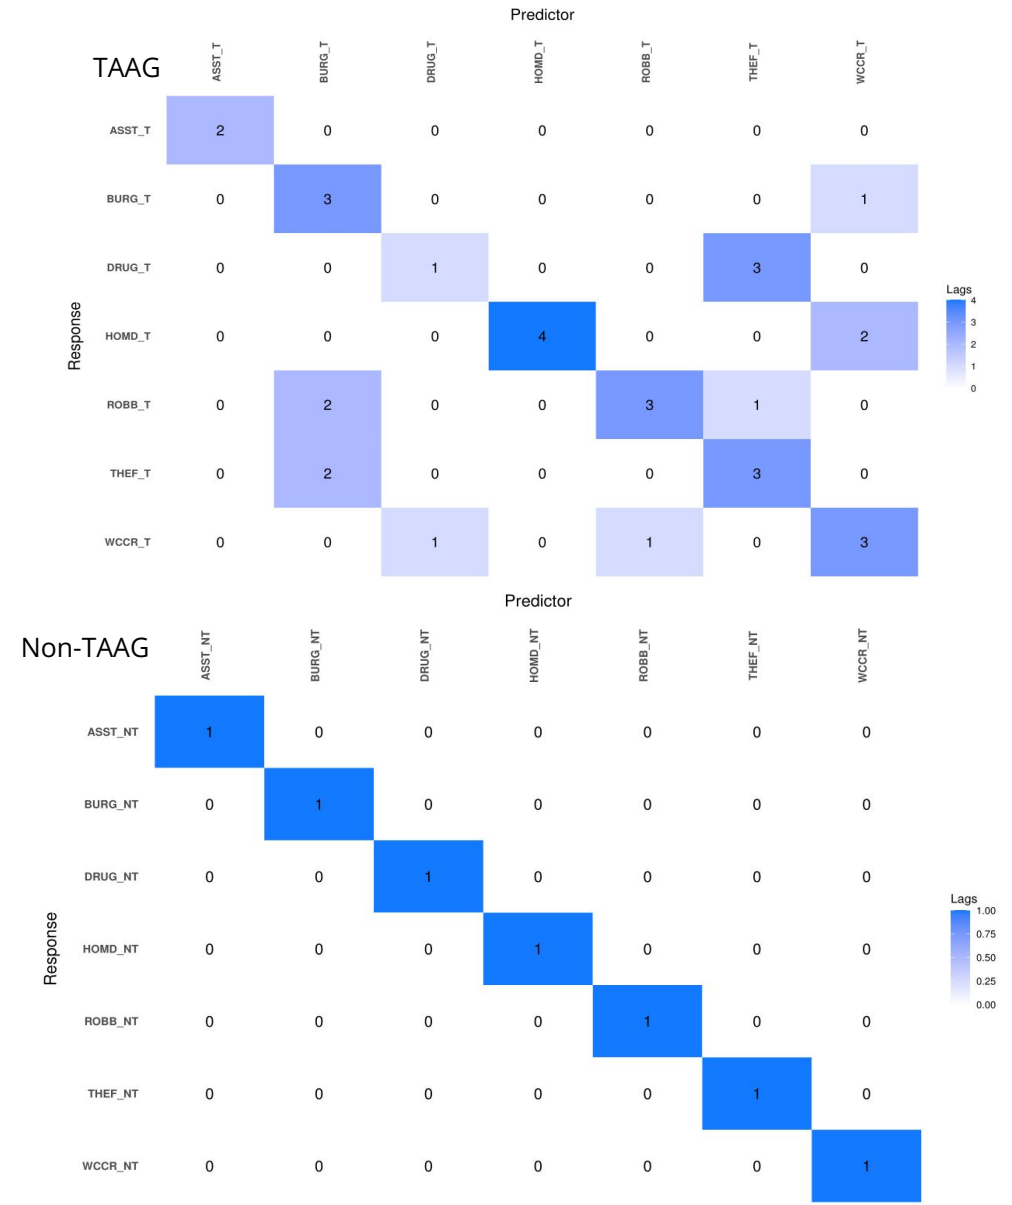 Predictor
TAAG
ASST_T BURG_T DRUG_T HOMD_T ROBB_T THEF_T WCCR_T
ASST_T 2 0 0 0 0 0 0
BURG_T 0 3 0 0 0 0 1
DRUG_T 0 0 1 0 0 3 0
HOMD_T 0 0 0 4 0 0 2
ROBB_T 0 2 0 0 3 1 0
THEF_T 0 2 0 0 0 3 0
WCCR_T 0 0 1 0 1 0 3
Response
Lags
4
3
2
1
0
Predictor
Non-TAAG
ASST_NT BURG_NT DRUG_NT HOMD_NT ROBB_NT THEF_NT WCCR_NT
ASST_NT 1 0 0 0 0 0 0
BURG_NT 0 1 0 0 0 0 0
DRUG_NT 0 0 1 0 0 0 0
HOMD_NT 0 0 0 1 0 0 0
ROBB_NT 0 0 0 0 1 0 0
THEF_NT 0 0 0 0 0 1 0
WCCR_NT 0 0 0 0 0 0 1
Response
Lags
1.00
0.75
0.50
0.25
0.00